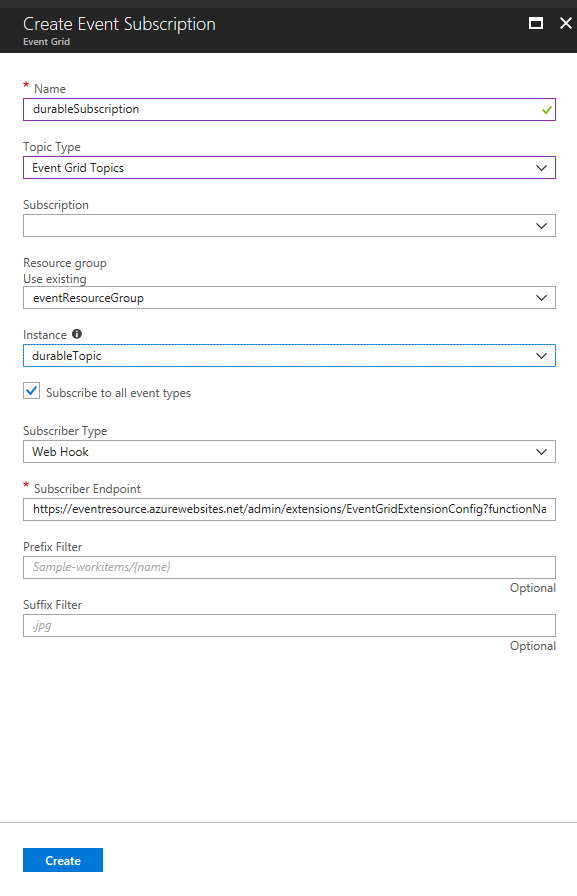 Create Event Subscription
Event Grid
* Name
durableSubscription
Topic Type
Event Grid Topics
Subscription
Resource group
Use existing
eventResourceGroup
Instance
durableTopic
Subscribe to all event types
Subscriber Type
Web Hook
* Subscriber Endpoint
https://eventresource.azurewebsites.net/admin/extensions/EventGridExtensionConfig?functionNa
Prefix Filter
Sample-workitems/{name}
Optional
Suffix Filter
.jpg
Optional
Create